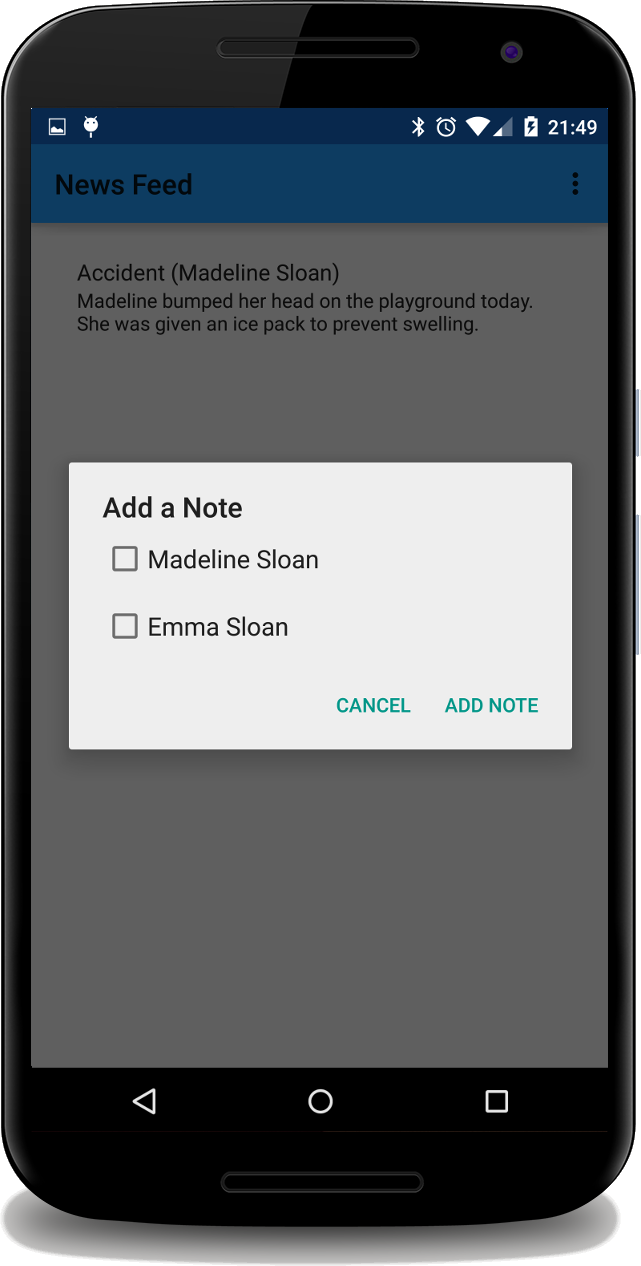 21:49
News Feed
Accident (Madeline Sloan)
Madeline bumped her head on the playground today.
She was given an ice pack to prevent swelling.
Add a Note
Madeline Sloan
Emma Sloan
CANCEL ADD NOTE